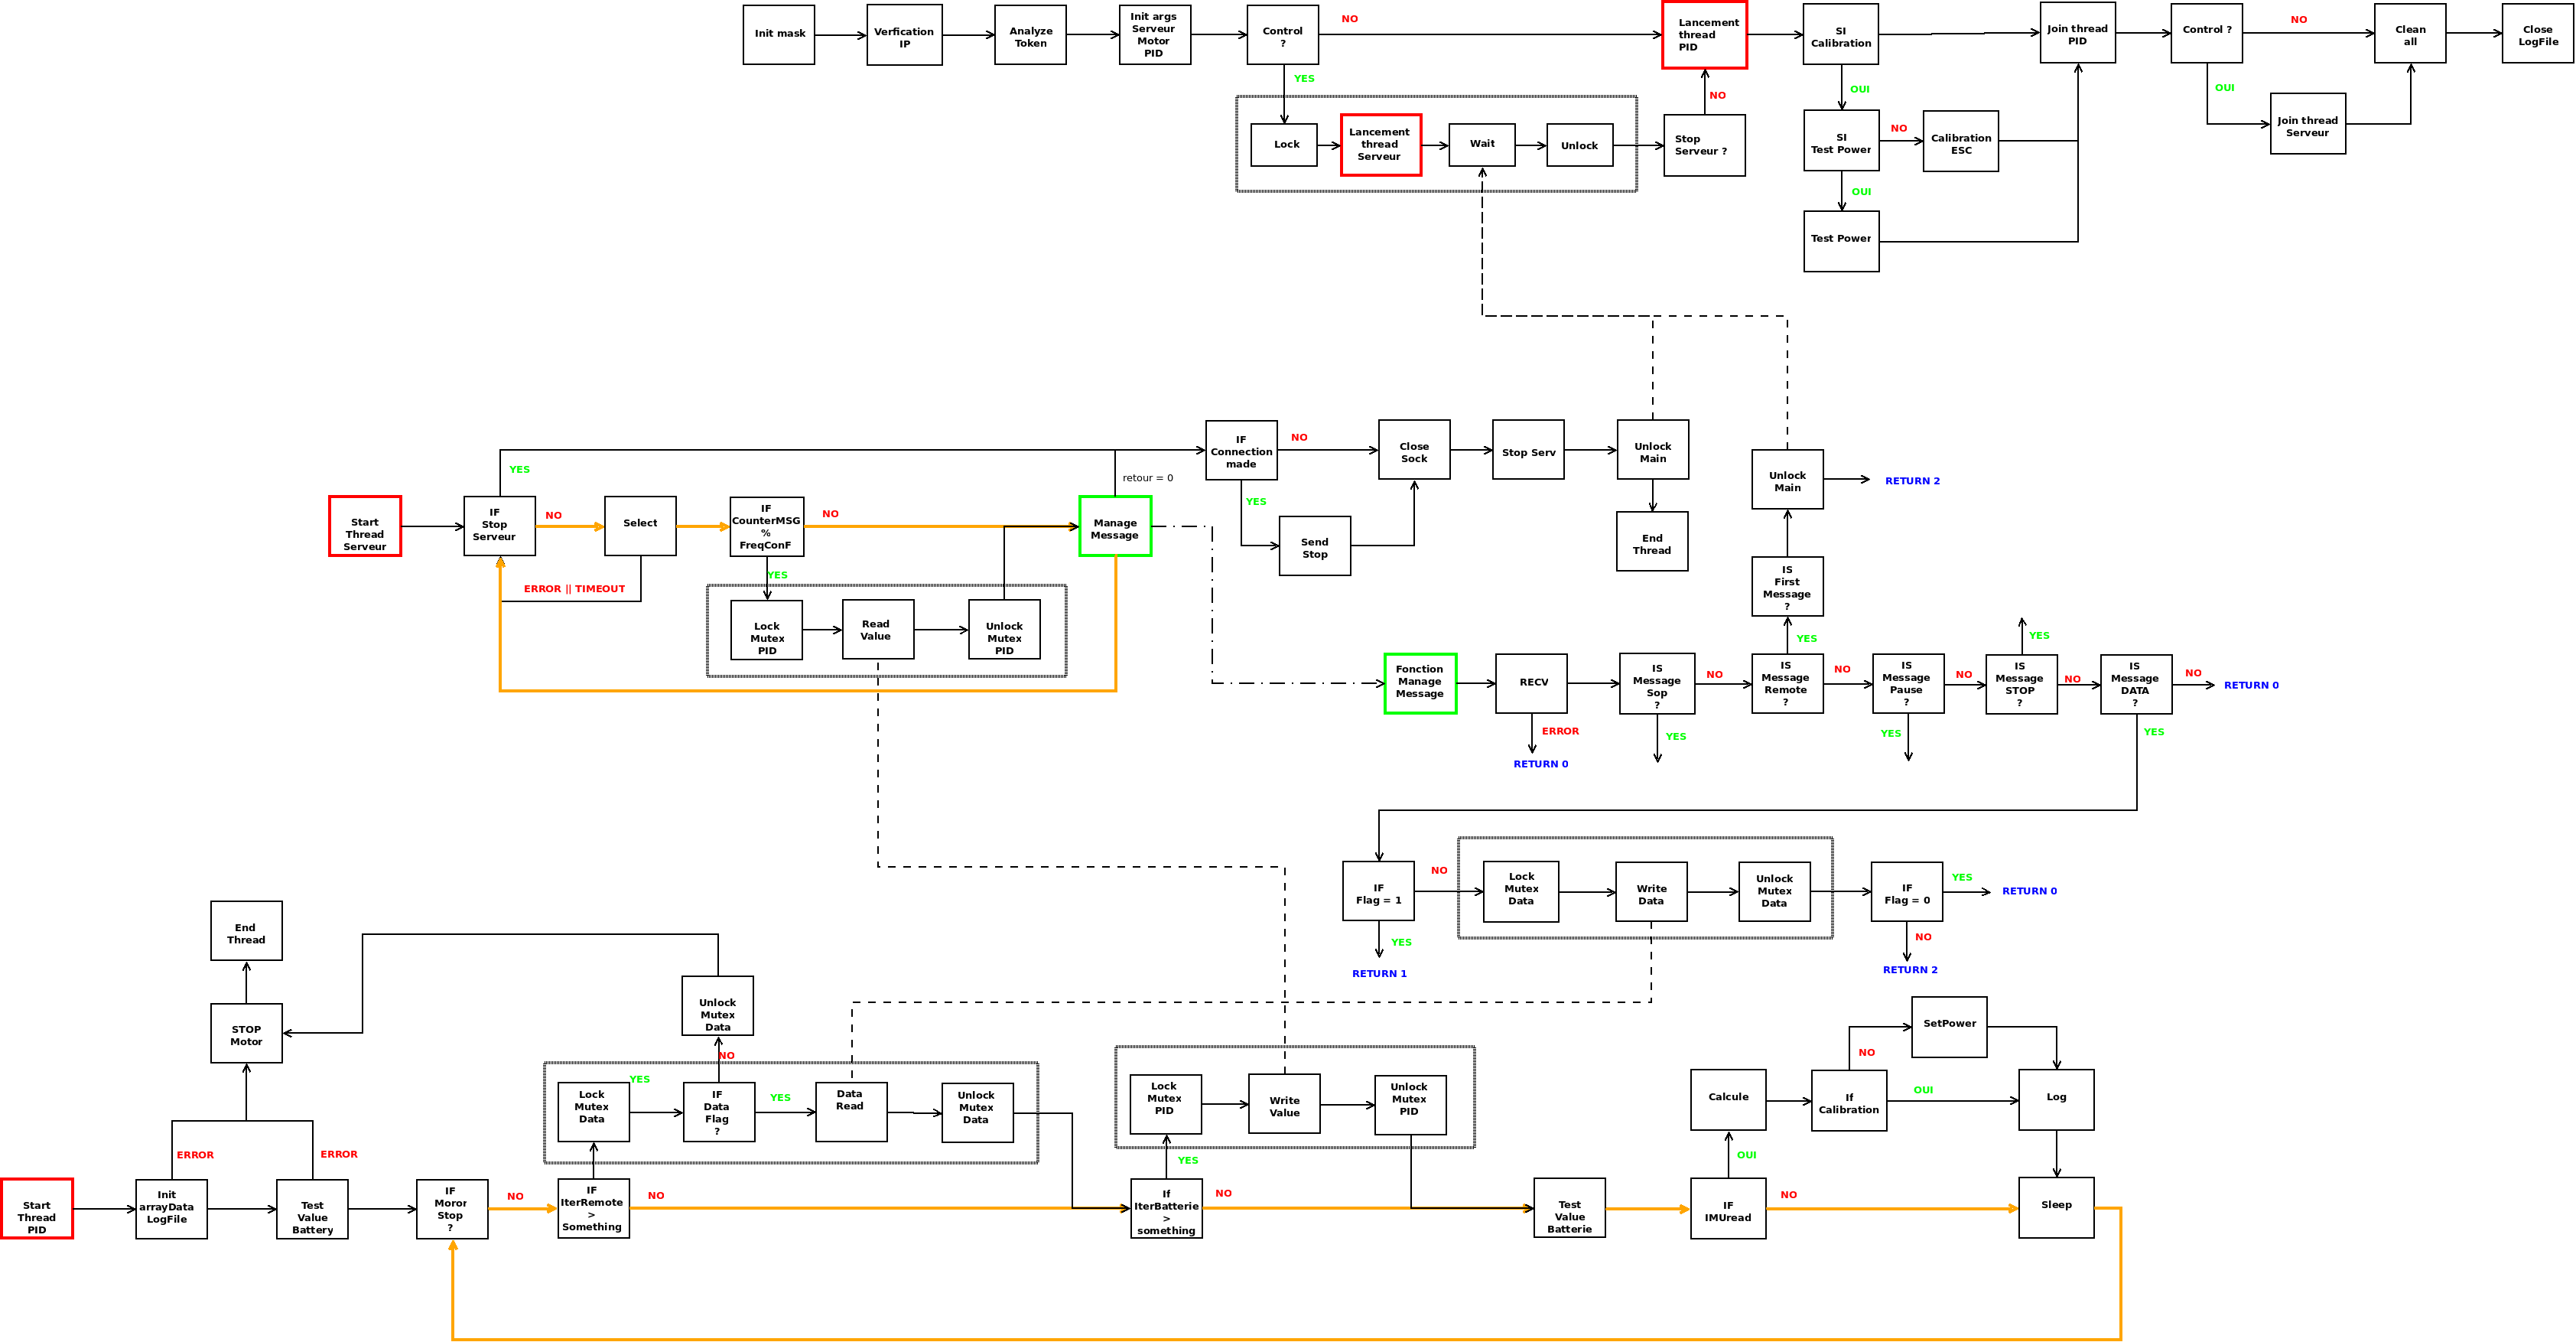 Init mask
Verfication
IP
Analyze
Token
Init args
Serveur
Motor
PID
Control
?
NO
YES
Lancement
thread
PID
SI
Calibration
Join thread
PID
Control ?
NO
Clean
all
Close
LogFile
OUI
OUI
Lock
Lancement
thread
Serveur
Wait
Unlock
Stop
Serveur ?
NO
SI
Test Power
NO
Calibration
ESC
Join thread
Serveur
OUI
Test Power
IF
Connection
made
NO
Close
Sock
Stop Serv
Unlock
Main
YES
Send
Stop
End
Thread
Unlock
Main
RETURN 2
IS
First
Message
?
YES
retour = 0
Start
Thread
Serveur
IF
Stop
Serveur
NO
Select
IF
CounterMSG
%
FreqConF
NO
Manage
Message
YES
ERROR || TIMEOUT
YES
Lock
Mutex
PID
Read
Value
Unlock
Mutex
PID
Fonction
Manage
Message
RECV
IS
Message
Sop
?
NO
IS
Message
Remote
?
NO
IS
Message
Pause
?
NO
IS
Message
STOP
?
NO
IS
Message
DATA
?
NO
RETURN 0
YES
ERROR
RETURN 0
YES
YES
YES
IF
Flag = 1
NO
Lock
Mutex
Data
Write
Data
Unlock
Mutex
Data
IF
Flag = 0
YES
RETURN 0
YES
RETURN 1
NO
RETURN 2
End
Thread
STOP
Motor
Unlock
Mutex
Data
NO
YES
Lock
Mutex
Data
IF
Data
Flag
?
YES
Data
Read
Unlock
Mutex
Data
Lock
Mutex
PID
Write
Value
Unlock
Mutex
PID
SetPower
NO
Calcule
If
Calibration
OUI
Log
ERROR
ERROR
YES
OUI
Start
Thread
PID
Init
arrayData
LogFile
Test
Value
Battery
IF
Moror
Stop
?
NO
IF
IterRemote
>
Something
NO
If
IterBatterie
>
something
NO
Test
Value
Batterie
IF
IMUread
NO
Sleep